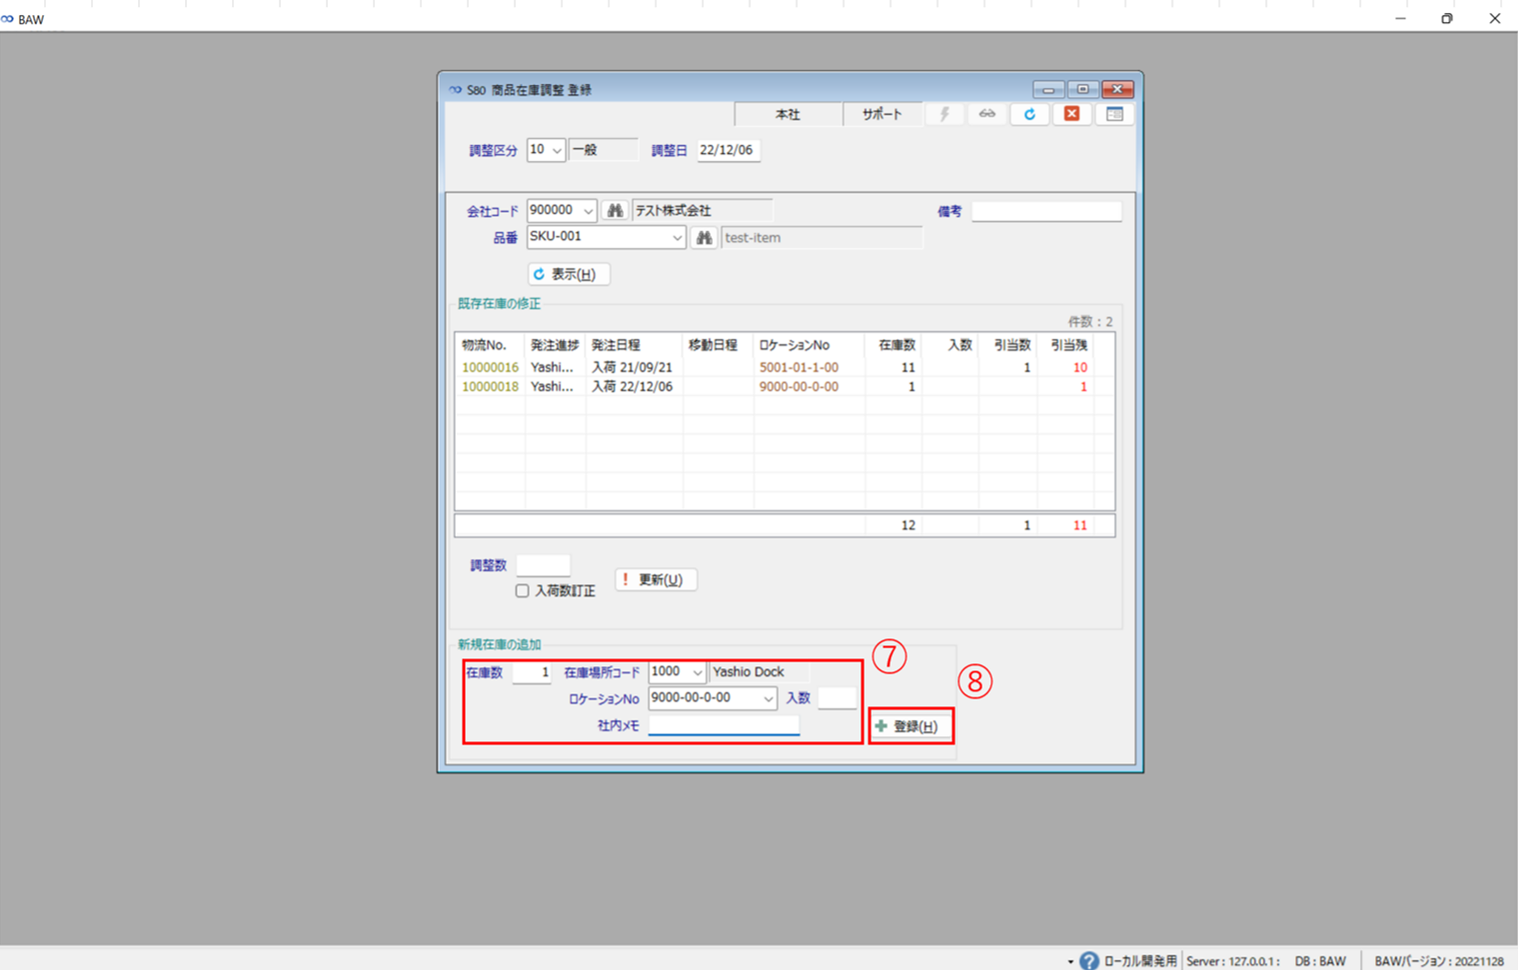 BAW
S80 商品在庫調整 登録
本社 サポート
調整区分 10 一般 調整日 22/12/06
会社コード 900000 テスト株式会社 備考
品番 SKU-001 test-item
表示(H)
既存在庫の修正
件数：2
物流No. 発注進捗 発注日程 移動日程 ロケーションNo 在庫数 入数 引当数 引当残
10000016 Yashi... 入荷 21/09/21 5001-01-1-00 11 1 10
10000018 Yashi... 入荷 22/12/06 9000-00-0-00 1 1
12 1 11
調整数
更新(U)
入荷数訂正
新規在庫の追加
⑦
在庫数 1 在庫場所コード 1000 Yashio Dock
⑧
ロケーションNo 9000-00-0-00 入数
社内メモ
登録(H)
ローカル開発用 Server : 127.0.0.1 : DB : BAW BAWバージョン : 20221128